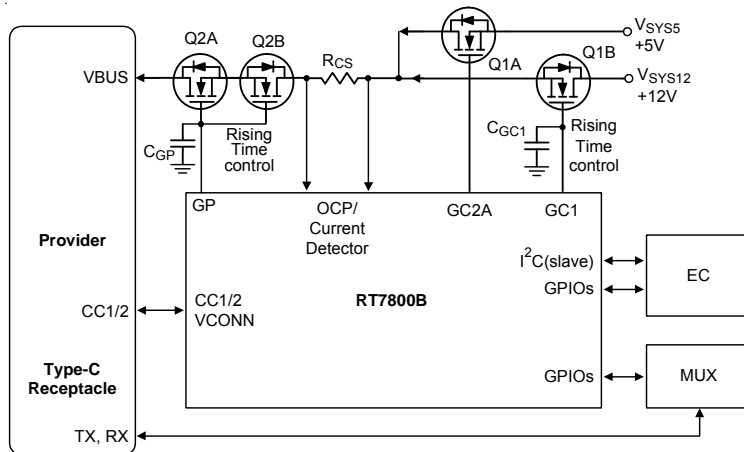 Q2A
Q2B
RCS
Q1A
VSYS5
+5V
Q1B
VSYS12
+12V
VBUS
CGP
Rising
Time
control
CGC1
Rising
Time
control
GP
OCP/
Current
Detector
GC2A
GC1
Provider
I2C(slave)
GPIOs
EC
CC1/2
CC1/2
VCONN
RT7800B
Type-C
Receptacle
GPIOs
MUX
TX, RX